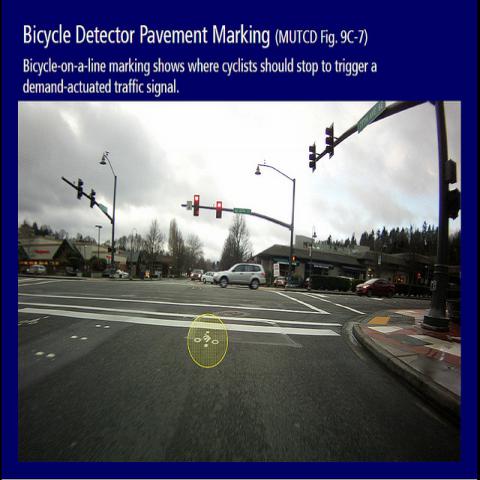 Bicycle Detector Pavement Marking (MUTCD Fig. 9C-7)
Bicycle-on-a-line marking shows where cyclists should stop to trigger a
demand-actuated traffic signal.